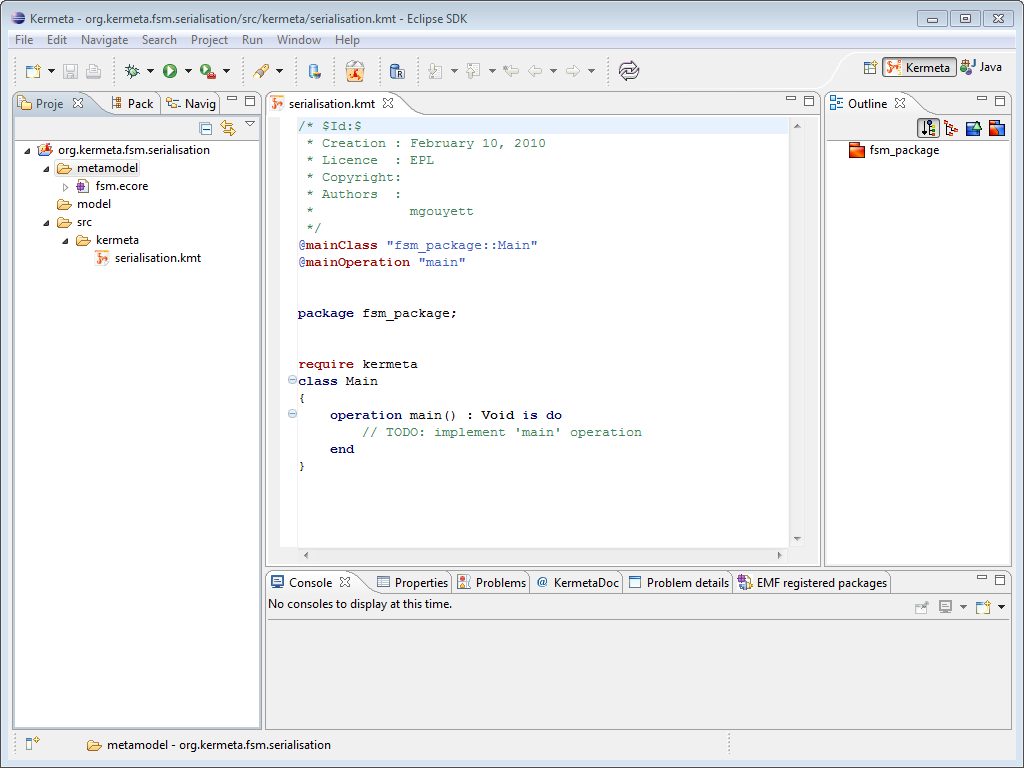 Kermeta - org.kermeta.fsm.serialisation/src/kermeta/serialisation.kmt - Eclipse SDK
File Edit Navigate Search Project Run Window Help
Kermeta Java
Proje Pack Navig
org.kermeta.fsm.serialisation
metamodel
fsm.ecore
model
src
kermeta
serialisation.kmt
serialisation.kmt
/* $Id:$
* Creation : February 10, 2010
* Licence : EPL
* Copyright:
* Authors :
* mgouyett
*/
@mainClass "fsm_package::Main"
@mainOperation "main"
package fsm_package;
require kermeta
class Main
{
operation main() : Void is do
// TODO: implement 'main' operation
end
}
Outline
fsm_package
Console Properties Problems @ KermetaDoc Problem details EMF registered packages
No consoles to display at this time.
metamodel - org.kermeta.fsm.serialisation